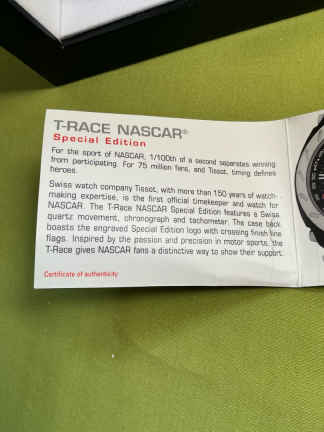 T-RACE NASCAR®
Special Edition
For the sport of NASCAR, 1/100th of a second separates winning
from participating. For 75 million fans, and Tissot, timing defines
heroes.
Swiss watch company Tissot, with more than 150 years of watch-
making expertise, is the first official timekeeper and watch for
NASCAR. The T-Race NASCAR Special Edition features a Swiss
quartz movement, chronograph and tachometer. The case back
boasts the engraved Special Edition logo with crossing finish line
flags. Inspired by the passion and precision in motor sports, the
T-Race gives NASCAR fans a distinctive way to show their support.
Certificate of authenticity